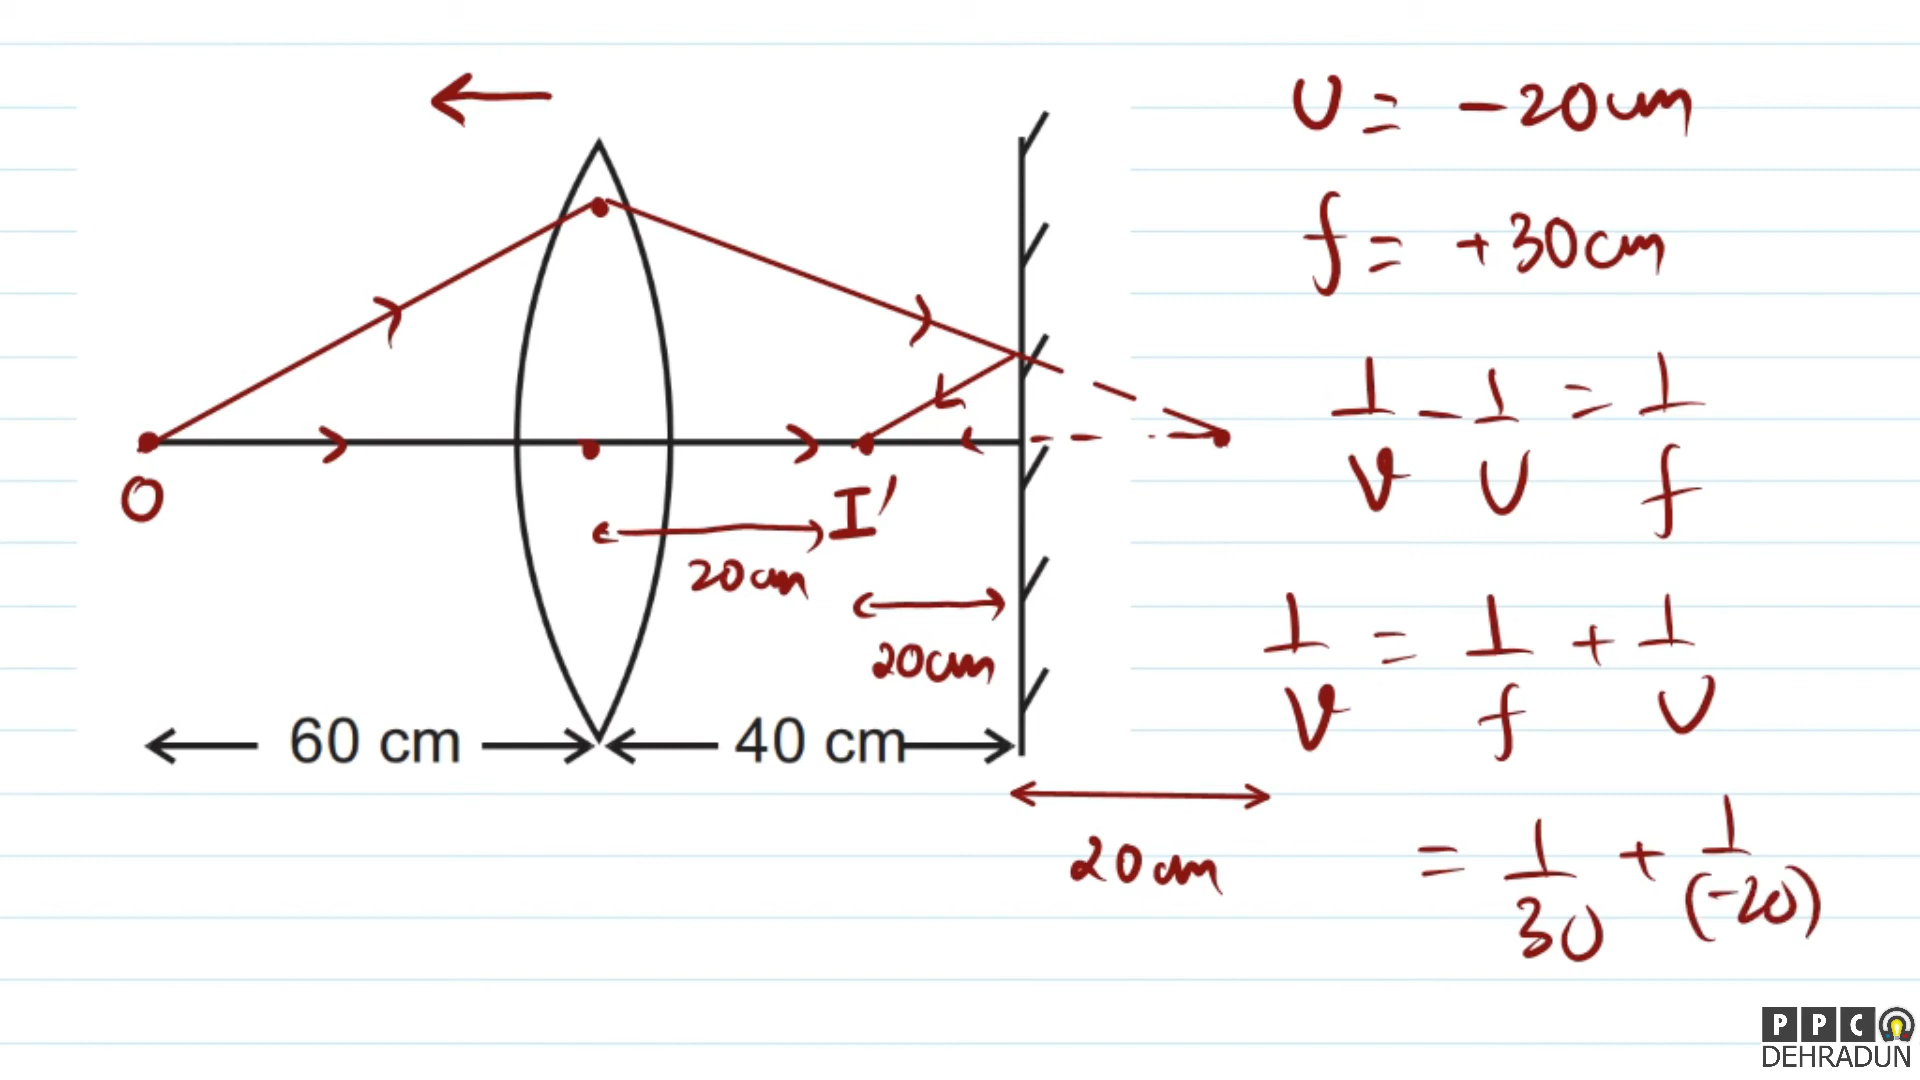 O
I'
20cm
20cm
60 cm
40 cm
20cm
U = -20cm
f = +30cm
1/V - 1/U = 1/f
1/V = 1/f + 1/U
= 1/30 + 1/(-20)
PPC
DEHRADUN